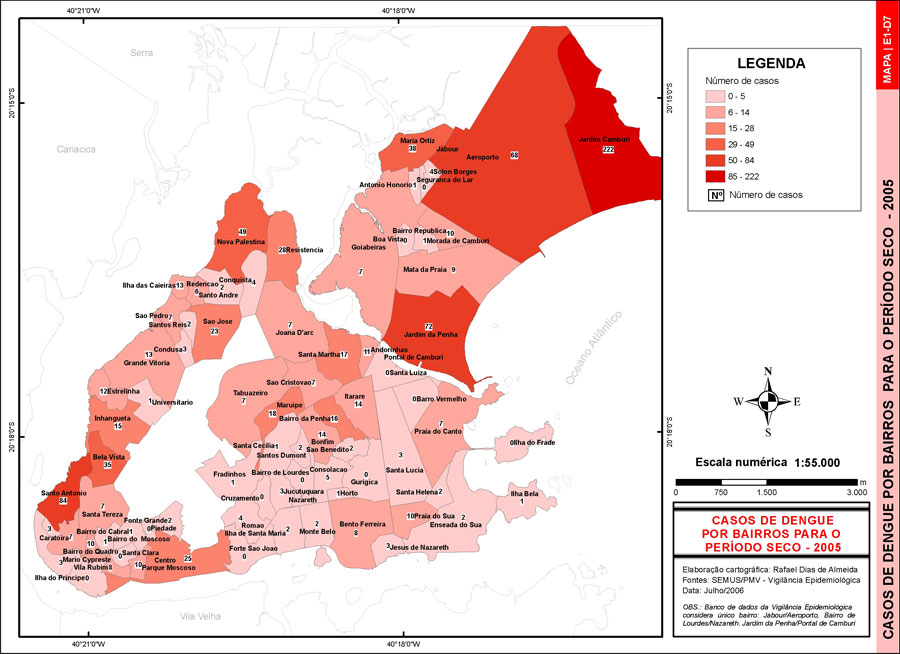 40°21'0"W
40°18'0"W
20°15'0"S
20°18'0"S
Serra
Cariacica
Vila Velha
Oceano Atlântico
Maria Ortiz
38
Jabour
Aeroporto
68
Jardim Camburi
222
4 Solon Borges
Segurança do Lar
0
Antonio Honorio 1
Bairro Republica 10
Boa Vista 0
1 Morada de Camburi
Goiabeiras
7
Mata da Praia 9
72
Jardim da Penha
Pontal de Camburi
49
Nova Palestina
28 Resistencia
Ilha das Caieiras 13
Redencao
6
Conquista
2
4
Santo Andre
Sao Pedro 7
Santos Reis 2
Sao Jose
23
Condusa 3
13
Grande Vitoria
7
Joana D'arc
Santa Martha 17
11 Andorinhas
0 Santa Luiza
12 Estrelinha
1 Universitario
Inhangueta
15
Bela Vista
35
Santo Antonio
84
Sao Cristovao 7
Tabuazeiro
7
Maruipe
18
Itarare
14
Bairro da Penha 16
14
Bonfim
Sao Benedito 2
0 Barro Vermelho
7
Praia do Canto
0 Ilha do Frade
Santa Cecilia 1
2
Santos Dumont
Fradinhos
1
Bairro de Lourdes
0
Consolacao
5
0
Gurigica
3
Santa Lucia
Cruzamento 0
3 Jucutuquara
Nazareth
1 Horto
Santa Helena 2
Ilha Bela
1
7
Santa Tereza
Fonte Grande 2
0 Piedade
Bairro do Cabral 1
1 Bairro do Moscoso
3
Caratoira 7
10
Bairro do Quadro
0 Santa Clara
3 Mario Cypreste
Vila Rubim 8
10
Centro
25
Parque Moscoso
Ilha do Principe 0
4
Romao
Ilha de Santa Maria 2
Forte Sao Joao
0
2
Monte Belo
Bento Ferreira
8
10 Praia do Sua
2
Enseada do Sua
3 Jesus de Nazareth
40°21'0"W
40°18'0"W
20°15'0"S
20°18'0"S
LEGENDA
Número de casos
0 - 5
6 - 14
15 - 28
29 - 49
50 - 84
85 - 222
Nº Número de casos
N
W E
S
Escala numérica 1:55.000
m
0 750 1.500 3.000
CASOS DE DENGUE
POR BAIRROS PARA O
PERÍODO SECO - 2005
Elaboração cartográfica: Rafael Dias de Almeida
Fontes: SEMUS/PMV - Vigilância Epidemiológica
Data: Julho/2006
OBS.: Banco de dados da Vigilância Epidemiológica
considera único bairro: Jabour/Aeroporto, Bairro de
Lourdes/Nazareth. Jardim da Penha/Pontal de Camburi
MAPA | E1-D7
CASOS DE DENGUE POR BAIRROS PARA O PERÍODO SECO - 2005